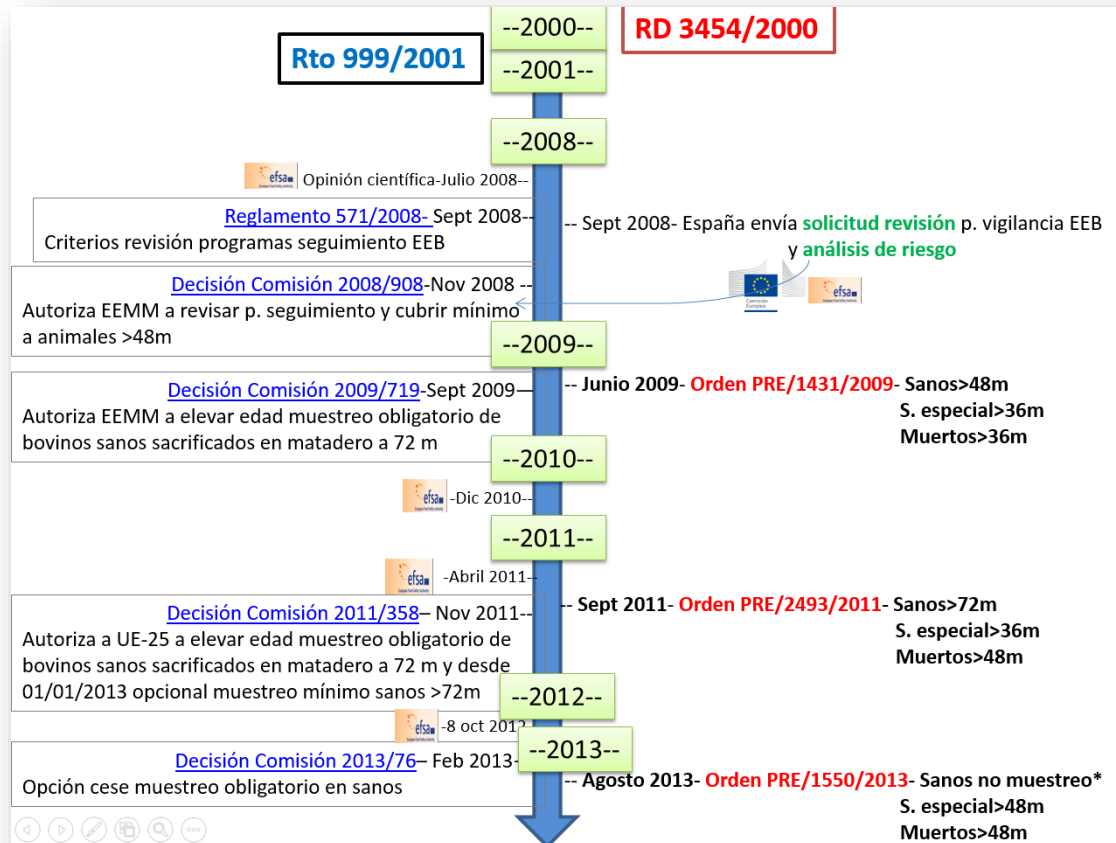 --2000--
RD 3454/2000
Rto 999/2001
--2001--
--2008--
efsa
Opinión científica-Julio 2008--
Reglamento 571/2008- Sept 2008--
Criterios revisión programas seguimiento EEB
-- Sept 2008- España envía solicitud revisión p. vigilancia EEB
y análisis de riesgo
Comisión
Europea
efsa
Decisión Comisión 2008/908-Nov 2008 --
Autoriza EEMM a revisar p. seguimiento y cubrir mínimo
a animales >48m
--2009--
Decisión Comisión 2009/719-Sept 2009—
Autoriza EEMM a elevar edad muestreo obligatorio de
bovinos sanos sacrificados en matadero a 72 m
-- Junio 2009- Orden PRE/1431/2009- Sanos>48m
S. especial>36m
Muertos>36m
--2010--
efsa
-Dic 2010--
--2011--
efsa
-Abril 2011--
Decisión Comisión 2011/358– Nov 2011--
Autoriza a UE-25 a elevar edad muestreo obligatorio de
bovinos sanos sacrificados en matadero a 72 m y desde
01/01/2013 opcional muestreo mínimo sanos >72m
-- Sept 2011- Orden PRE/2493/2011- Sanos>72m
S. especial>36m
Muertos>48m
--2012--
efsa
-8 oct 2012
--2013--
Decisión Comisión 2013/76– Feb 2013-
Opción cese muestreo obligatorio en sanos
-- Agosto 2013- Orden PRE/1550/2013- Sanos no muestreo*
S. especial>48m
Muertos>48m